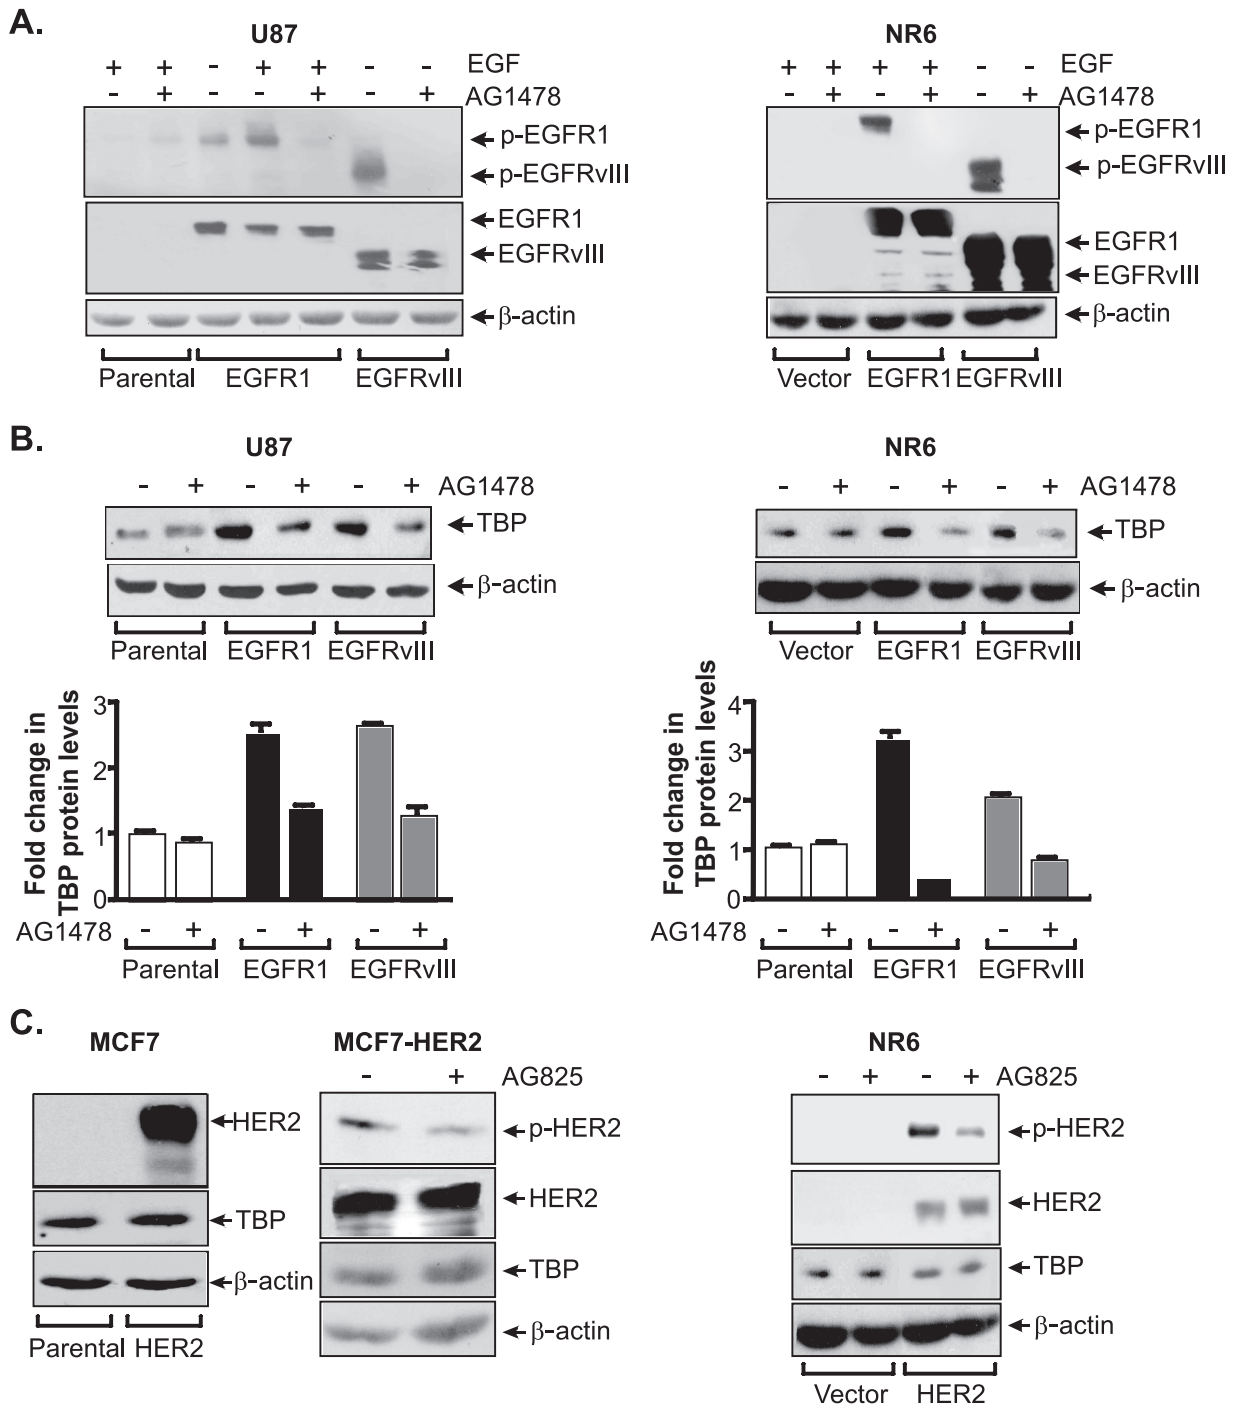 A.
U87
+ + - + + - - EGF
- + - - + - + AG1478
p-EGFR1
p-EGFRvIII
EGFR1
EGFRvIII
β-actin
Parental EGFR1 EGFRvIII
NR6
+ + + + - - EGF
- + - + - + AG1478
p-EGFR1
p-EGFRvIII
EGFR1
EGFRvIII
β-actin
Vector EGFR1 EGFRvIII
B.
U87
- + - + - + AG1478
TBP
β-actin
Parental EGFR1 EGFRvIII
Fold change in
TBP protein levels
3
2
1
0
AG1478 - + - + - +
Parental EGFR1 EGFRvIII
NR6
- + - + - + AG1478
TBP
β-actin
Vector EGFR1 EGFRvIII
Fold change in
TBP protein levels
4
3
2
1
0
AG1478 - + - + - +
Parental EGFR1 EGFRvIII
C.
MCF7
HER2
TBP
β-actin
Parental HER2
MCF7-HER2
- + AG825
p-HER2
HER2
TBP
β-actin
NR6
- + - + AG825
p-HER2
HER2
TBP
β-actin
Vector HER2